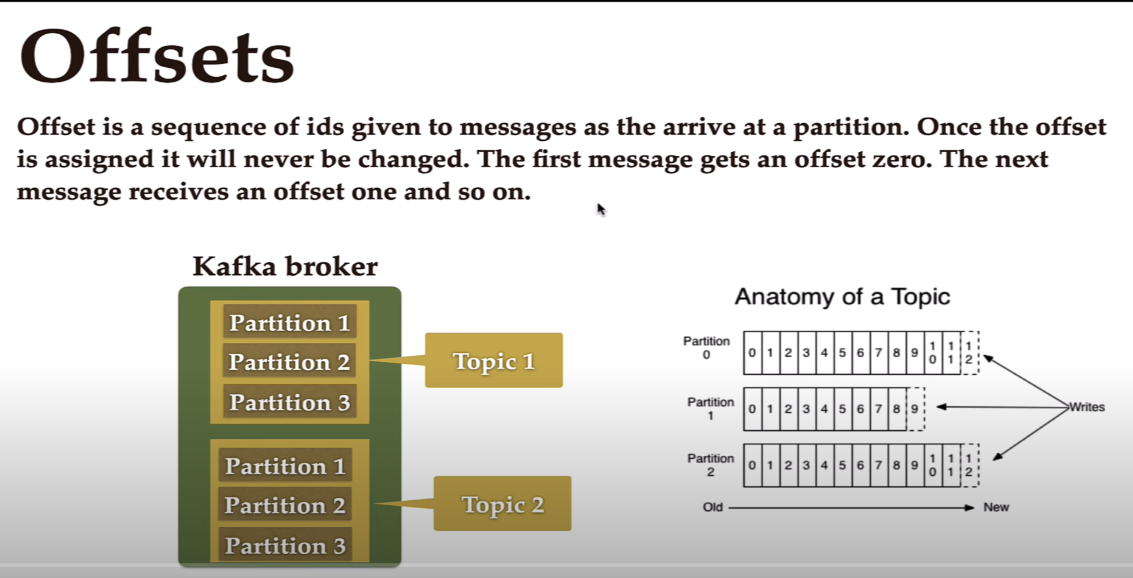 Offsets
Offset is a sequence of ids given to messages as the arrive at a partition. Once the offset
is assigned it will never be changed. The first message gets an offset zero. The next
message receives an offset one and so on.
Kafka broker
Partition 1
Partition 2
Partition 3
Topic 1
Partition 1
Partition 2
Partition 3
Topic 2
Anatomy of a Topic
Partition
0
0 1 2 3 4 5 6 7 8 9 10 11 12
Partition
1
0 1 2 3 4 5 6 7 8 9
Writes
Partition
2
0 1 2 3 4 5 6 7 8 9 10 11 12
Old
New